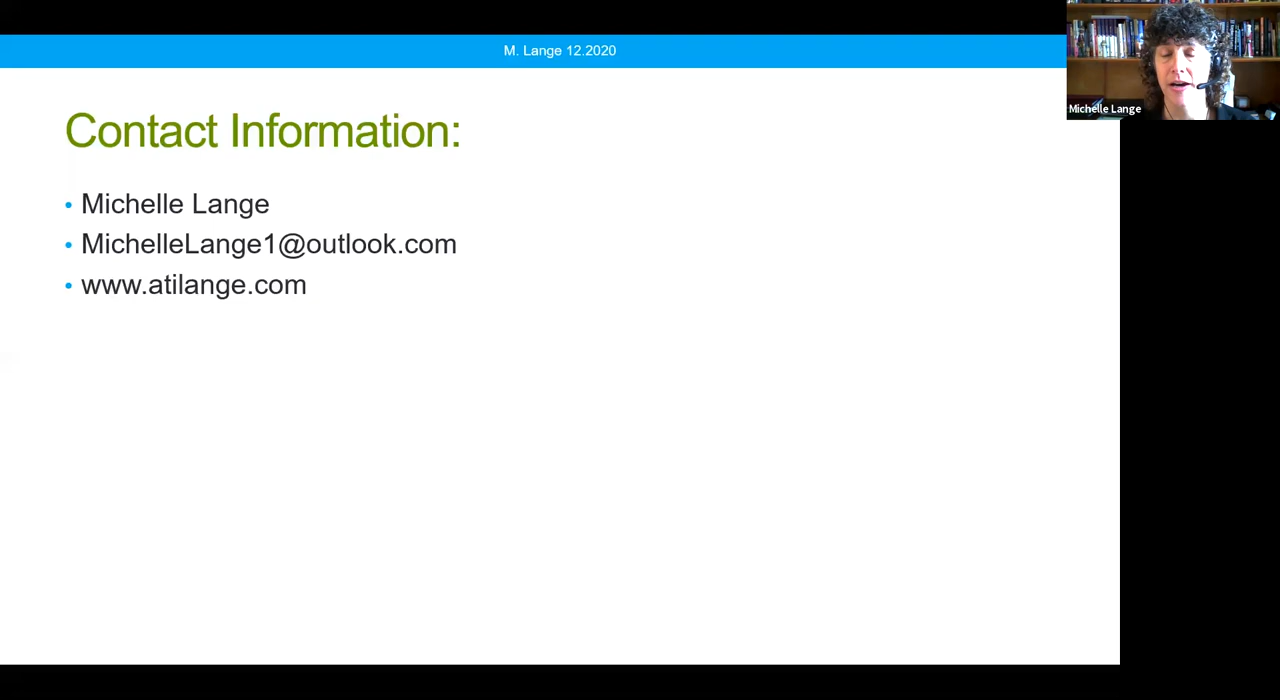 M. Lange 12.2020
Michelle Lange
Contact Information:
• Michelle Lange
• MichelleLange1@outlook.com
• www.atilange.com